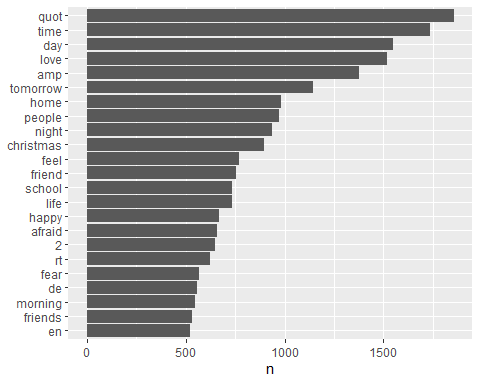 quot
time
day
love
amp
tomorrow
home
people
night
christmas
feel
friend
school
life
happy
afraid
2
rt
fear
de
morning
friends
en
0 500 1000 1500
n